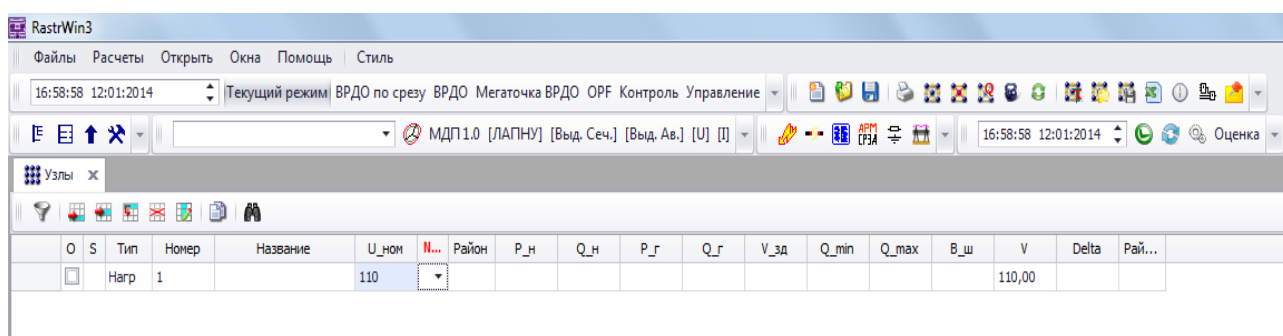 RastrWin3
Файлы Расчеты Открыть Окна Помощь Стиль
16:58:58 12:01:2014 Текущий режим ВРДО по срезу ВРДО Мегаточка ВРДО OPF Контроль Управление
МДП 1.0 [ЛАПНУ] [Выд. Сеч.] [Выд. Ав.] [U] [I] АРМ СРЗА 16:58:58 12:01:2014 Оценка
Узлы
O S Тип Номер Название U_ном N... Район P_н Q_н P_г Q_г V_зд Q_min Q_max B_ш V Delta Рай...
Нагр 1 110 110,00